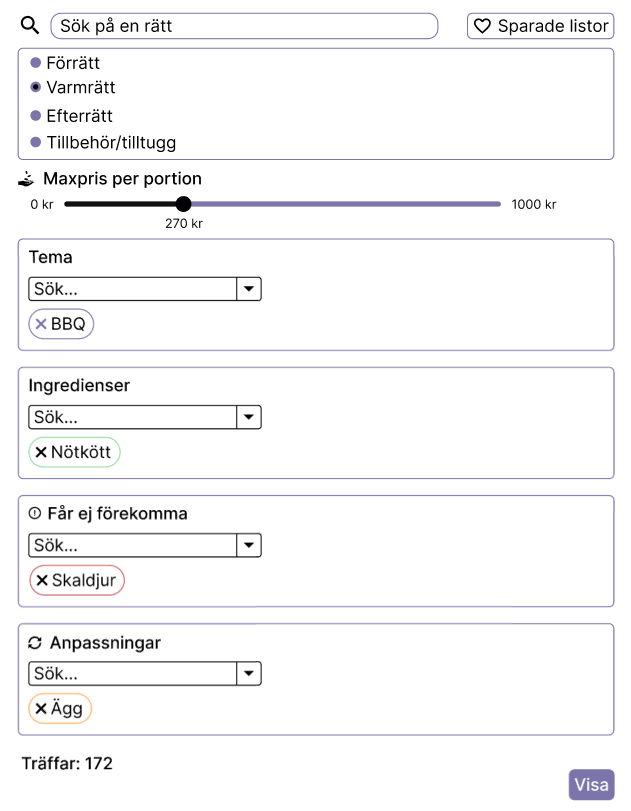 Sök på en rätt
Sparade listor
Förrätt
Varmrätt
Efterrätt
Tillbehör/tilltugg
Maxpris per portion
0 kr
1000 kr
270 kr
Tema
Sök...
BBQ
Ingredienser
Sök...
Nötkött
Får ej förekomma
Sök...
Skaldjur
Anpassningar
Sök...
Ägg
Träffar: 172
Visa